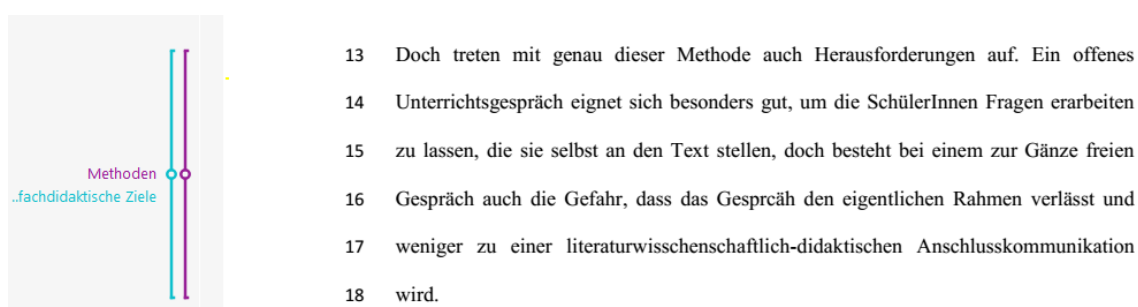 Methoden
..fachdidaktische Ziele
13 Doch treten mit genau dieser Methode auch Herausforderungen auf. Ein offenes
14 Unterrichtsgespräch eignet sich besonders gut, um die SchülerInnen Fragen erarbeiten
15 zu lassen, die sie selbst an den Text stellen, doch besteht bei einem zur Gänze freien
16 Gespräch auch die Gefahr, dass das Gesprcäh den eigentlichen Rahmen verlässt und
17 weniger zu einer literaturwisschenschaftlich-didaktischen Anschlusskommunikation
18 wird.